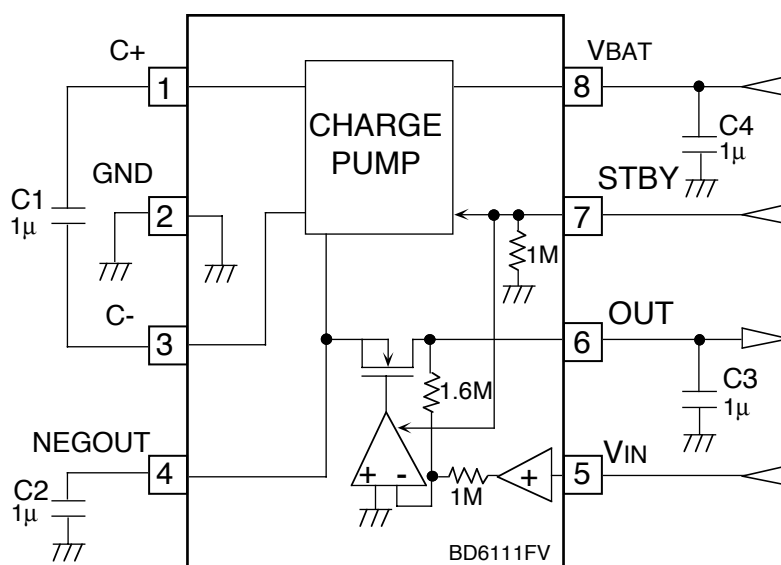 C+
1
VBAT
8
CHARGE
PUMP
C4
1μ
GND
2
STBY
7
C1
1μ
1M
C-
3
OUT
6
1.6M
C3
1μ
NEGOUT
4
+
-
1M
+
VIN
5
C2
1μ
BD6111FV